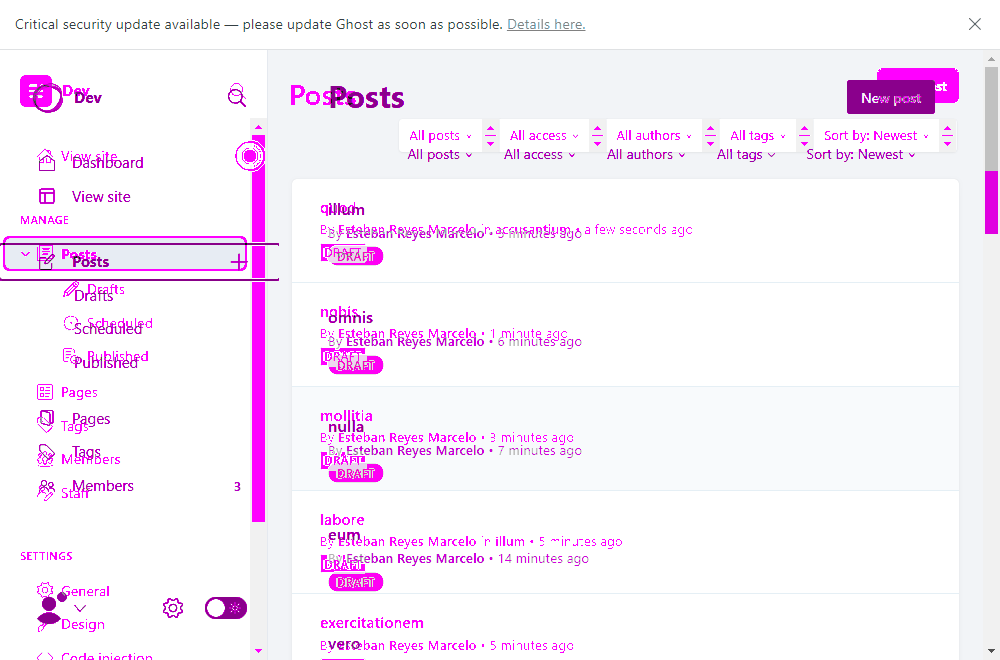 Critical security update available — please update Ghost as soon as possible. Details here.
Dev
Dev
View site
Dashboard
View site
MANAGE
Posts
Posts
Drafts
Drafts
Scheduled
Scheduled
Published
Published
Pages
Pages
Tags
Tags
Members
Members 3
Staff
SETTINGS
General
Design
Code injection
Posts
Posts
New post
All posts All access All authors All tags Sort by: Newest
All posts All access All authors All tags Sort by: Newest
illum
By Esteban Reyes Marcelo in accusantium • a few seconds ago
By Esteban Reyes Marcelo • 5 minutes ago
DRAFT
DRAFT
nobis
omnis
By Esteban Reyes Marcelo • 1 minute ago
By Esteban Reyes Marcelo • 6 minutes ago
DRAFT
DRAFT
mollitia
nulla
By Esteban Reyes Marcelo • 3 minutes ago
By Esteban Reyes Marcelo • 7 minutes ago
DRAFT
DRAFT
labore
eum
By Esteban Reyes Marcelo in illum • 5 minutes ago
By Esteban Reyes Marcelo • 14 minutes ago
DRAFT
DRAFT
exercitationem
vero
By Esteban Reyes Marcelo • 5 minutes ago